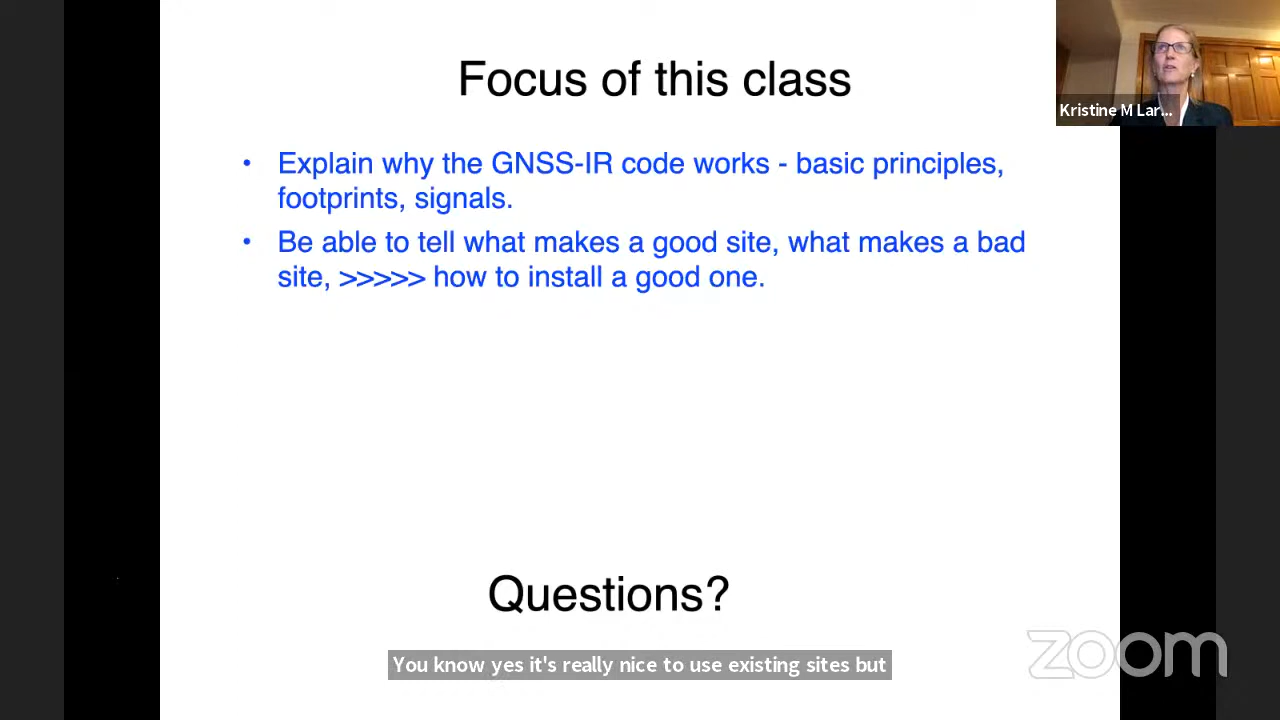 Focus of this class
Kristine M Lar...
• Explain why the GNSS-IR code works - basic principles,
footprints, signals.
• Be able to tell what makes a good site, what makes a bad
site, >>>>> how to install a good one.
Questions?
You know yes it's really nice to use existing sites but
zoom